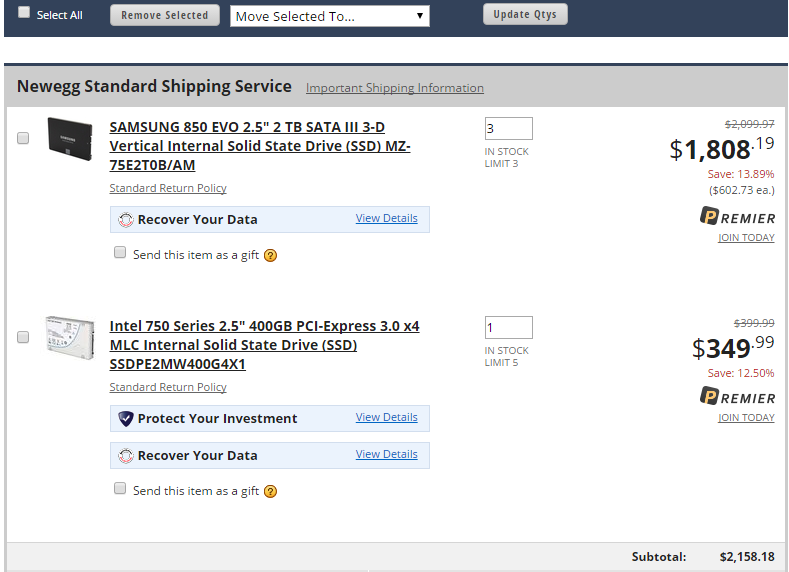 Select All
Remove Selected
Move Selected To...
Update Qtys
Newegg Standard Shipping Service Important Shipping Information
SAMSUNG 850 EVO 2.5" 2 TB SATA III 3-D
Vertical Internal Solid State Drive (SSD) MZ-
75E2T0B/AM
Standard Return Policy
Recover Your Data View Details
Send this item as a gift ?
3
IN STOCK
LIMIT 3
$2,099.97
$1,808.19
Save: 13.89%
($602.73 ea.)
PREMIER
JOIN TODAY
Intel 750 Series 2.5" 400GB PCI-Express 3.0 x4
MLC Internal Solid State Drive (SSD)
SSDPE2MW400G4X1
Standard Return Policy
Protect Your Investment View Details
Recover Your Data View Details
Send this item as a gift ?
1
IN STOCK
LIMIT 5
$399.99
$349.99
Save: 12.50%
PREMIER
JOIN TODAY
Subtotal: $2,158.18